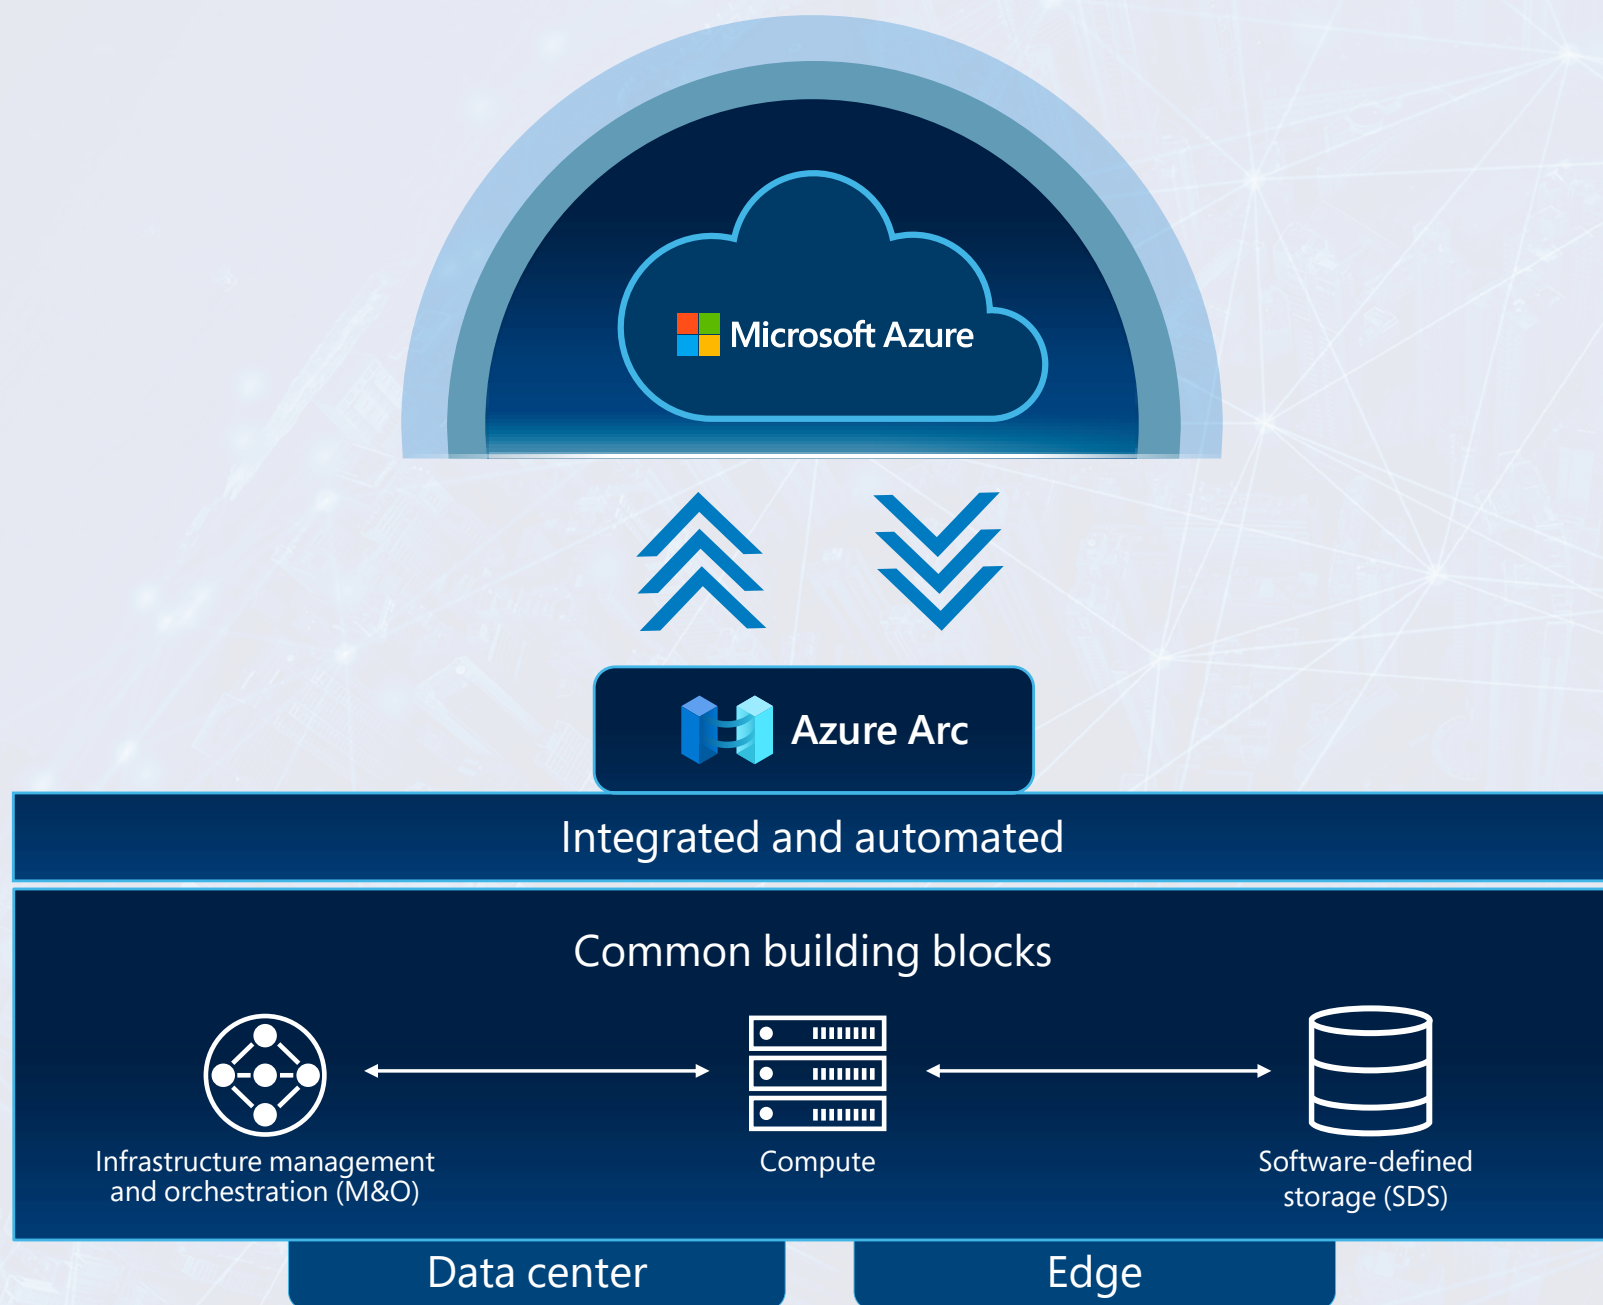 Microsoft Azure
Azure Arc
Integrated and automated
Common building blocks
Infrastructure management
and orchestration (M&O)
Compute
Software-defined
storage (SDS)
Data center
Edge